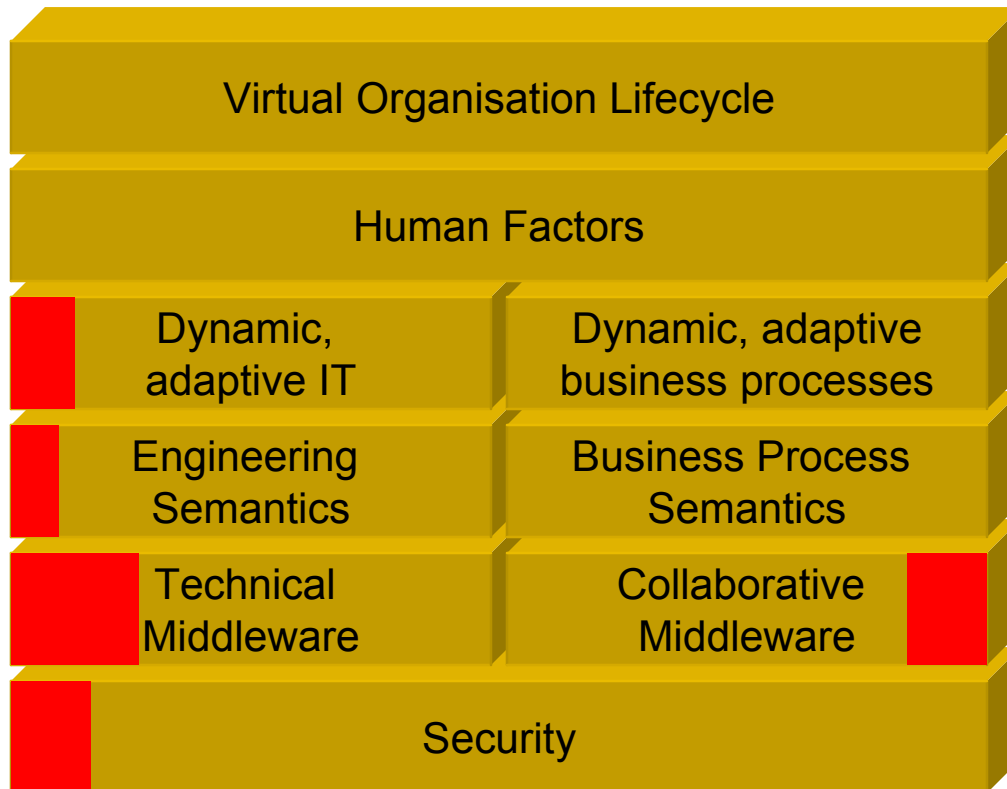 Virtual Organisation Lifecycle
Human Factors
Dynamic,
adaptive IT
Dynamic, adaptive
business processes
Engineering
Semantics
Business Process
Semantics
Technical
Middleware
Collaborative
Middleware
Security